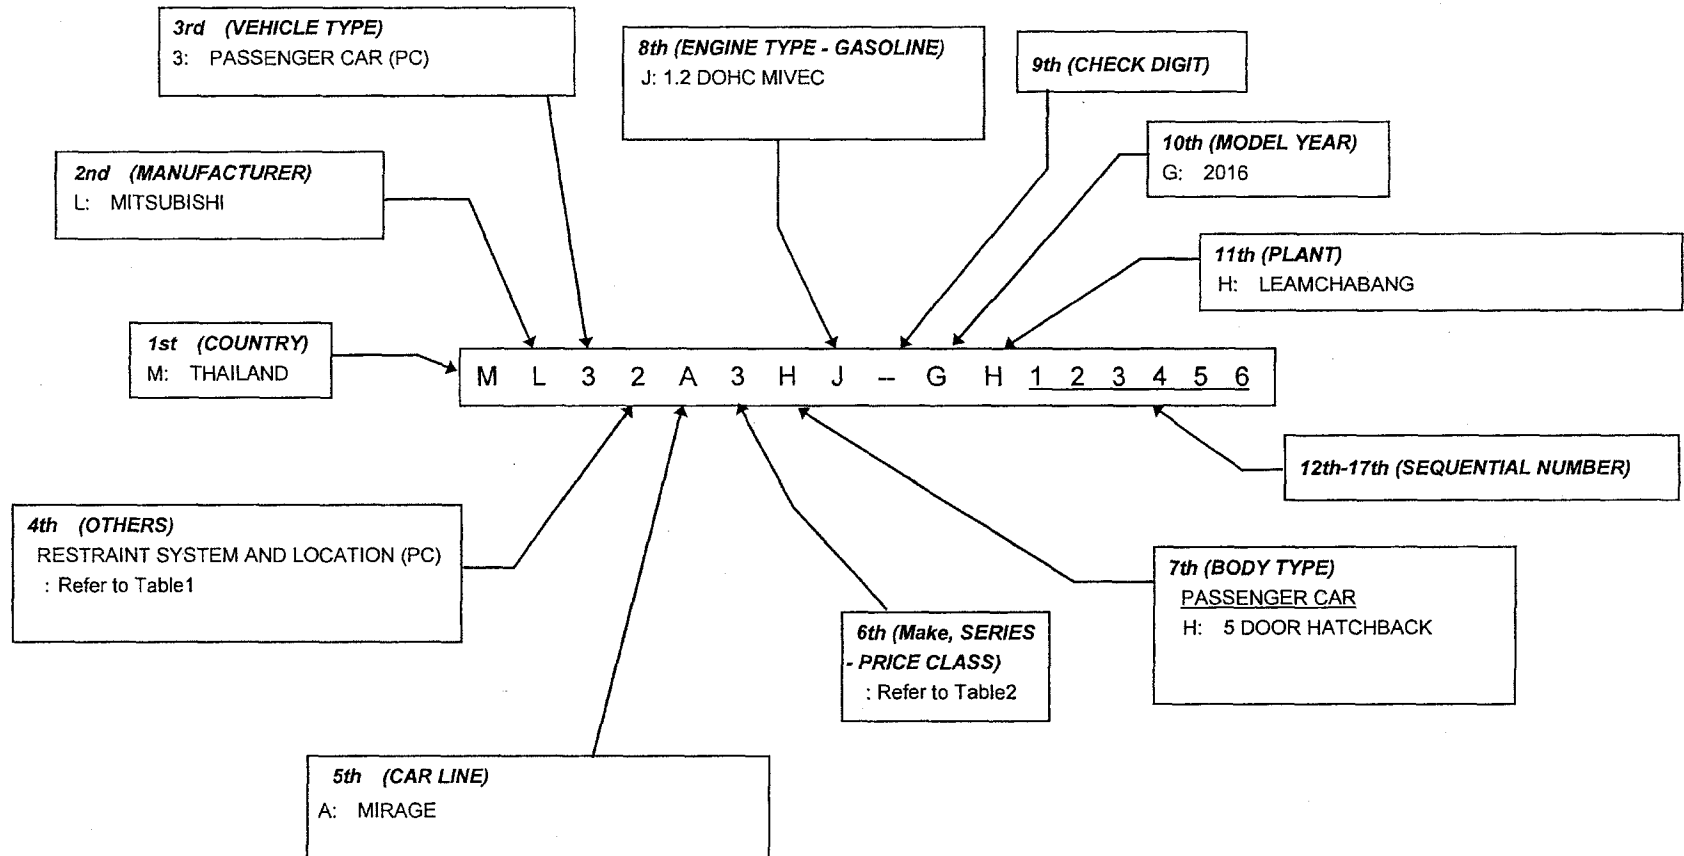 3rd (VEHICLE TYPE)
3: PASSENGER CAR (PC)
8th (ENGINE TYPE - GASOLINE)
J: 1.2 DOHC MIVEC
9th (CHECK DIGIT)
10th (MODEL YEAR)
G: 2016
2nd (MANUFACTURER)
L: MITSUBISHI
11th (PLANT)
H: LEAMCHABANG
1st (COUNTRY)
M: THAILAND
M L 3 2 A 3 H J -- G H 1 2 3 4 5 6
12th-17th (SEQUENTIAL NUMBER)
4th (OTHERS)
RESTRAINT SYSTEM AND LOCATION (PC)
: Refer to Table1
7th (BODY TYPE)
PASSENGER CAR
H: 5 DOOR HATCHBACK
6th (Make, SERIES
- PRICE CLASS)
: Refer to Table2
5th (CAR LINE)
A: MIRAGE